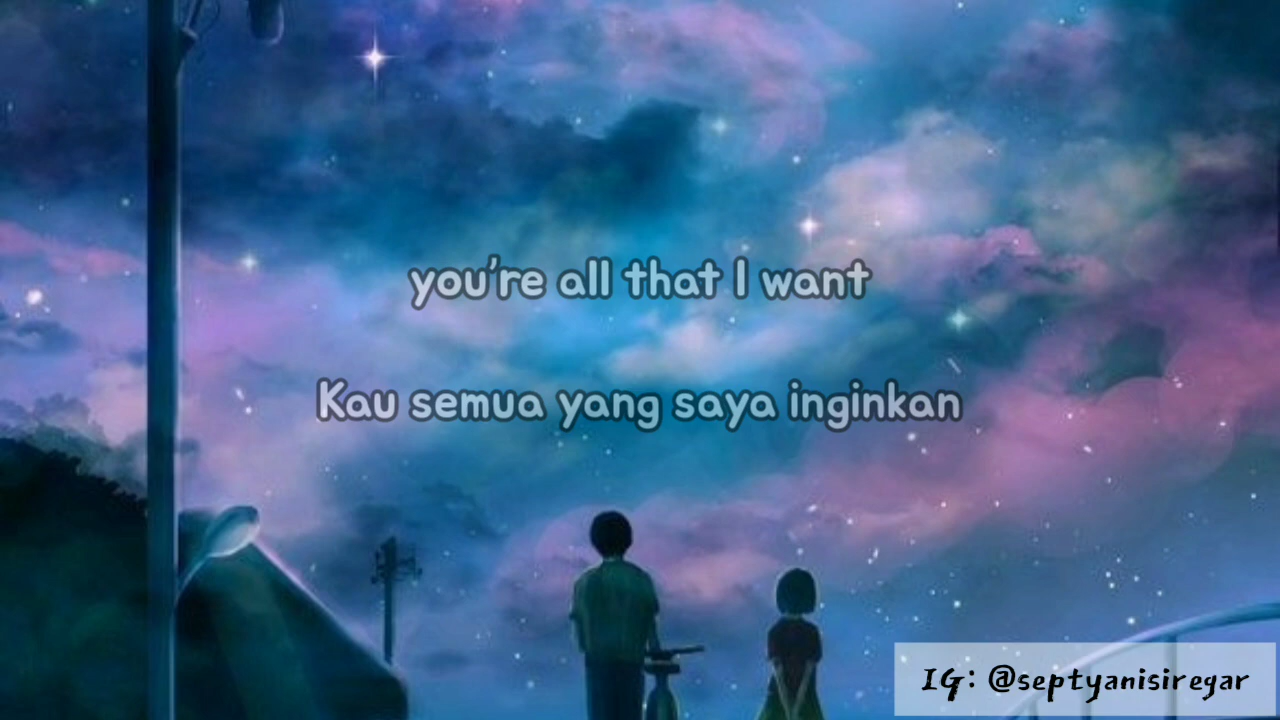 you're all that I want
Kau semua yang saya inginkan
IG: @septyanisiregar